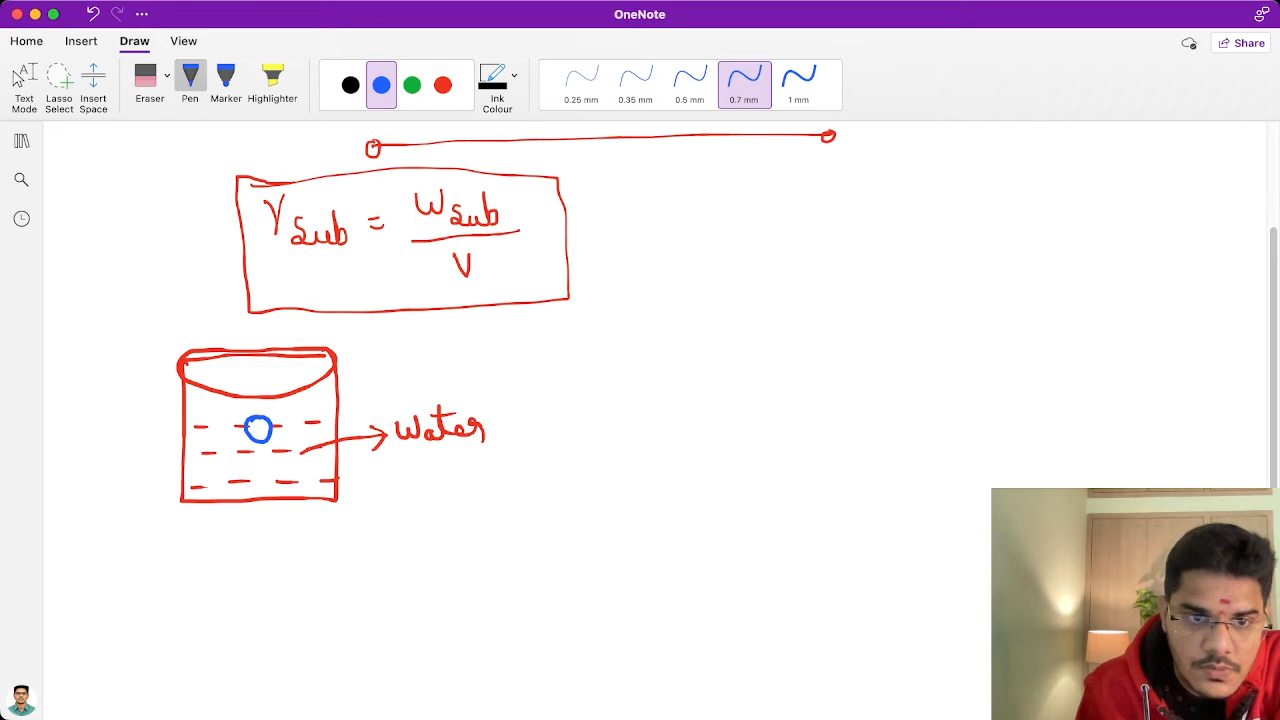 OneNote
Home Insert Draw View
Share
Text Mode Lasso Select Insert Space Eraser Pen Marker Highlighter Ink Colour 0.25 mm 0.35 mm 0.5 mm 0.7 mm 1 mm
γsub = Wsub / V
Water